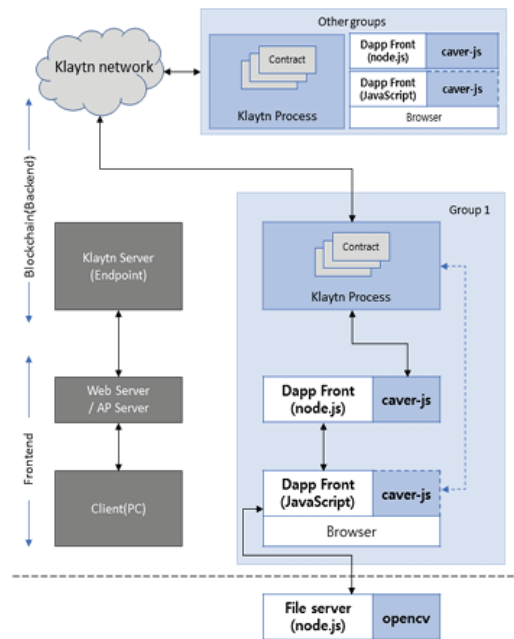 Other groups
Klaytn network
Contract
Klaytn Process
Dapp Front
(node.js)
caver-js
Dapp Front
(JavaScript)
caver-js
Browser
Blockchain(Backend)
Group 1
Klaytn Server
(Endpoint)
Contract
Klaytn Process
Frontend
Web Server
/ AP Server
Dapp Front
(node.js)
caver-js
Client(PC)
Dapp Front
(JavaScript)
caver-js
Browser
File server
(node.js)
opencv